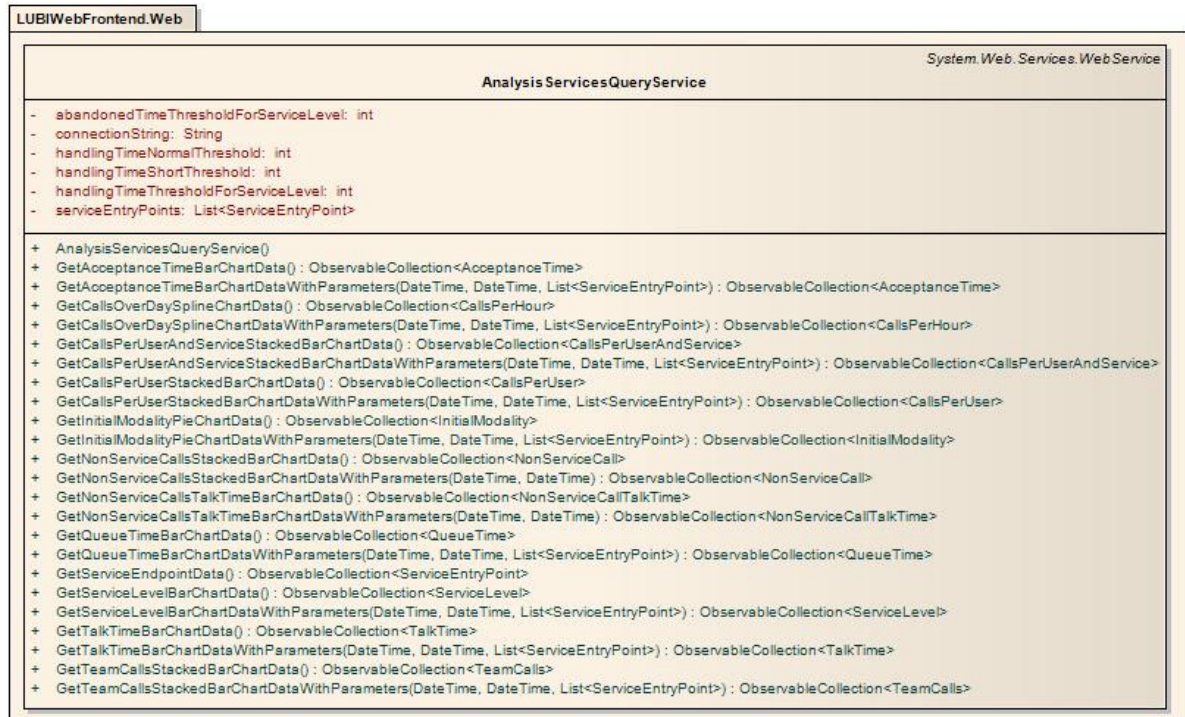 LUBIWebFrontend.Web
System.Web.Services.WebService
AnalysisServicesQueryService
- abandonedTimeThresholdForServiceLevel: int
- connectionString: String
- handlingTimeNormalThreshold: int
- handlingTimeShortThreshold: int
- handlingTimeThresholdForServiceLevel: int
- serviceEntryPoints: List<ServiceEntryPoint>
+ AnalysisServicesQueryService()
+ GetAcceptanceTimeBarChartData() : ObservableCollection<AcceptanceTime>
+ GetAcceptanceTimeBarChartDataWithParameters(DateTime, DateTime, List<ServiceEntryPoint>) : ObservableCollection<AcceptanceTime>
+ GetCallsOverDaySplineChartData() : ObservableCollection<CallsPerHour>
+ GetCallsOverDaySplineChartDataWithParameters(DateTime, DateTime, List<ServiceEntryPoint>) : ObservableCollection<CallsPerHour>
+ GetCallsPerUserAndServiceStackedBarChartData() : ObservableCollection<CallsPerUserAndService>
+ GetCallsPerUserAndServiceStackedBarChartDataWithParameters(DateTime, DateTime, List<ServiceEntryPoint>) : ObservableCollection<CallsPerUserAndService>
+ GetCallsPerUserStackedBarChartData() : ObservableCollection<CallsPerUser>
+ GetCallsPerUserStackedBarChartDataWithParameters(DateTime, DateTime, List<ServiceEntryPoint>) : ObservableCollection<CallsPerUser>
+ GetInitialModalityPieChartData() : ObservableCollection<InitialModality>
+ GetInitialModalityPieChartDataWithParameters(DateTime, DateTime, List<ServiceEntryPoint>) : ObservableCollection<InitialModality>
+ GetNonServiceCallsStackedBarChartData() : ObservableCollection<NonServiceCall>
+ GetNonServiceCallsStackedBarChartDataWithParameters(DateTime, DateTime) : ObservableCollection<NonServiceCall>
+ GetNonServiceCallsTalkTimeBarChartData() : ObservableCollection<NonServiceCallTalkTime>
+ GetNonServiceCallsTalkTimeBarChartDataWithParameters(DateTime, DateTime) : ObservableCollection<NonServiceCallTalkTime>
+ GetQueueTimeBarChartData() : ObservableCollection<QueueTime>
+ GetQueueTimeBarChartDataWithParameters(DateTime, DateTime, List<ServiceEntryPoint>) : ObservableCollection<QueueTime>
+ GetServiceEndpointData() : ObservableCollection<ServiceEntryPoint>
+ GetServiceLevelBarChartData() : ObservableCollection<ServiceLevel>
+ GetServiceLevelBarChartDataWithParameters(DateTime, DateTime, List<ServiceEntryPoint>) : ObservableCollection<ServiceLevel>
+ GetTalkTimeBarChartData() : ObservableCollection<TalkTime>
+ GetTalkTimeBarChartDataWithParameters(DateTime, DateTime, List<ServiceEntryPoint>) : ObservableCollection<TalkTime>
+ GetTeamCallsStackedBarChartData() : ObservableCollection<TeamCalls>
+ GetTeamCallsStackedBarChartDataWithParameters(DateTime, DateTime, List<ServiceEntryPoint>) : ObservableCollection<TeamCalls>